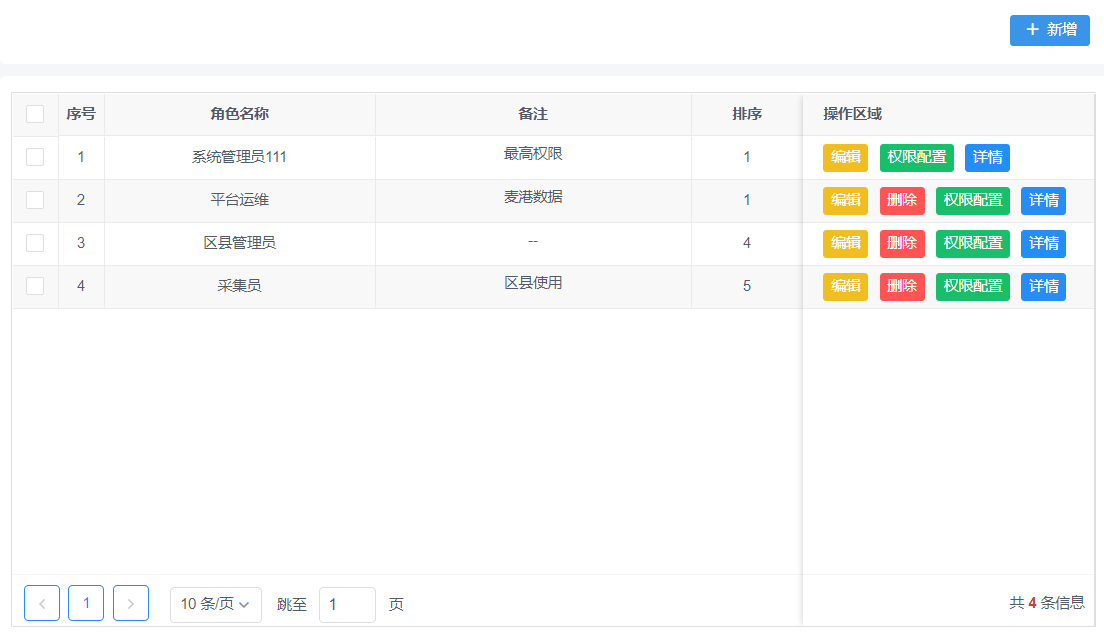 + 新增
序号 角色名称 备注 排序 操作区域
1 系统管理员111 最高权限 1 编辑 权限配置 详情
2 平台运维 麦港数据 1 编辑 删除 权限配置 详情
3 区县管理员 -- 4 编辑 删除 权限配置 详情
4 采集员 区县使用 5 编辑 删除 权限配置 详情
< 1 > 10 条/页 跳至 1 页 共 4 条信息